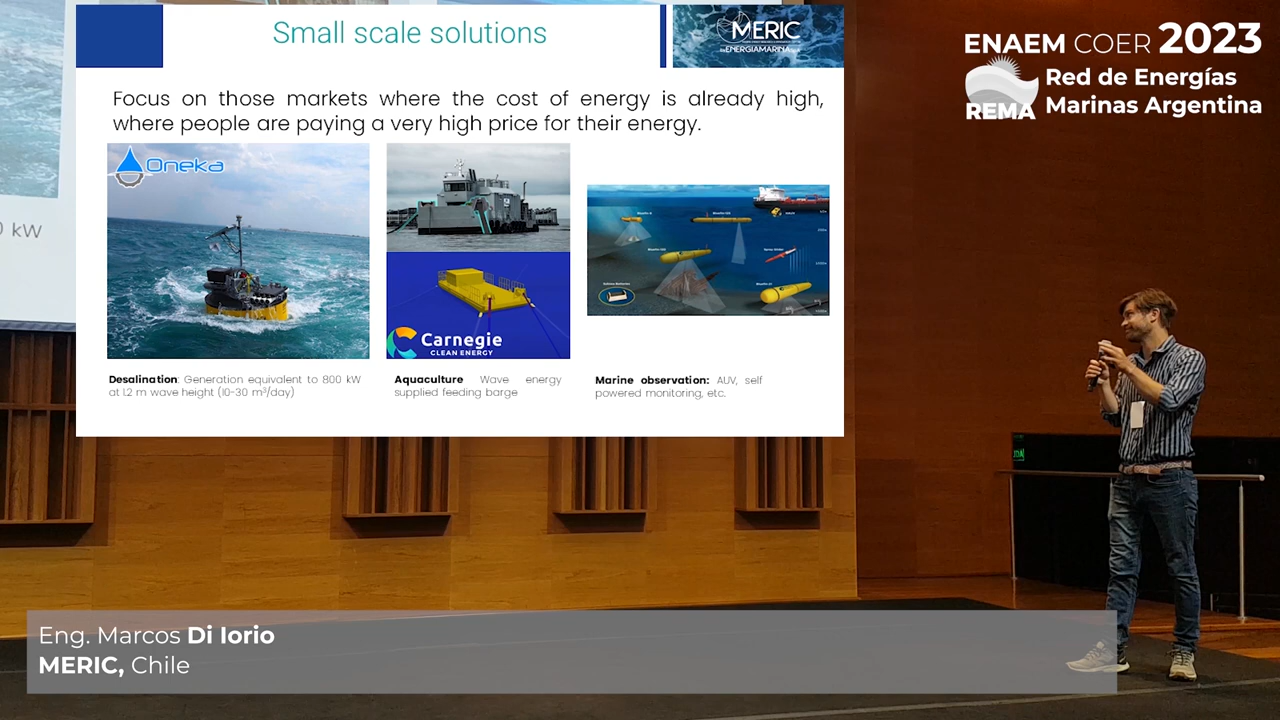 Small scale solutions
MERIC
by ENERGIAMARINA
ENAEM COER 2023
REMA
Red de Energías
Marinas Argentina
Focus on those markets where the cost of energy is already high,
where people are paying a very high price for their energy.
Oneka
Carnegie
CLEAN ENERGY
kW
Desalination: Generation equivalent to 800 kW
at 1.2 m wave height (10-30 m³/day)
Aquaculture Wave energy
supplied feeding barge
Marine observation: AUV, self
powered monitoring, etc.
Eng. Marcos Di Iorio
MERIC, Chile